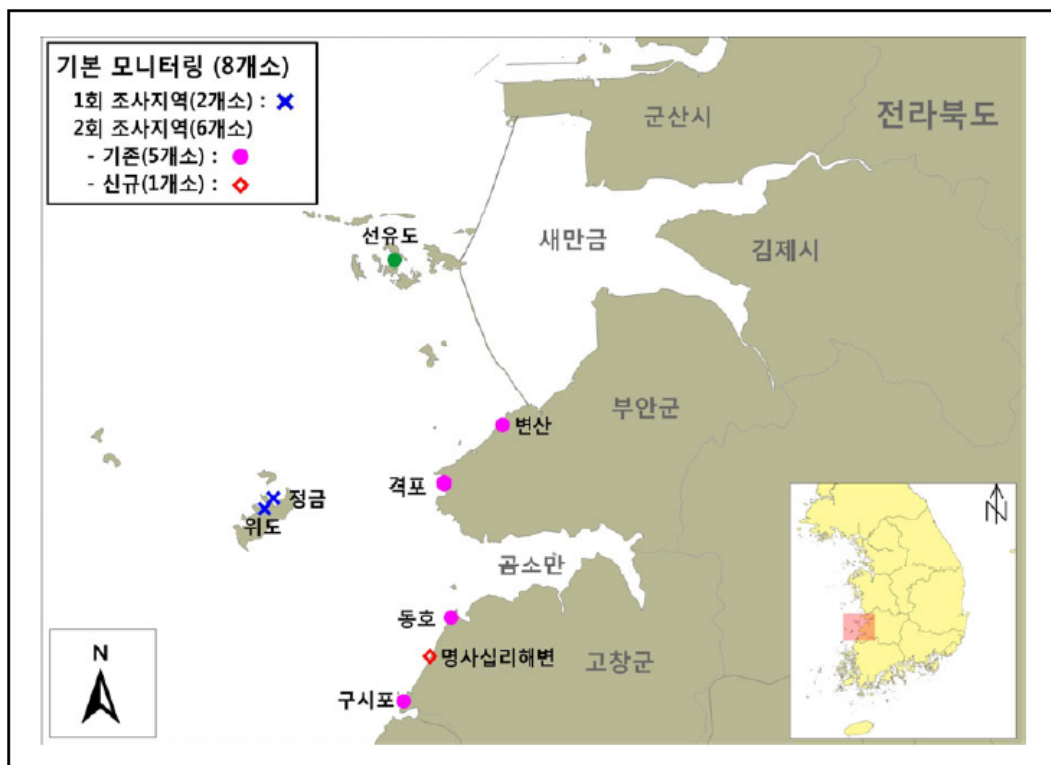 기본 모니터링 (8개소)
1회 조사지역(2개소) :
2회 조사지역(6개소)
- 기존(5개소) :
- 신규(1개소) :
군산시
전라북도
선유도
새만금
김제시
부안군
변산
격포
정금
위도
곰소만
동호
명사십리해변
고창군
구시포
N
N